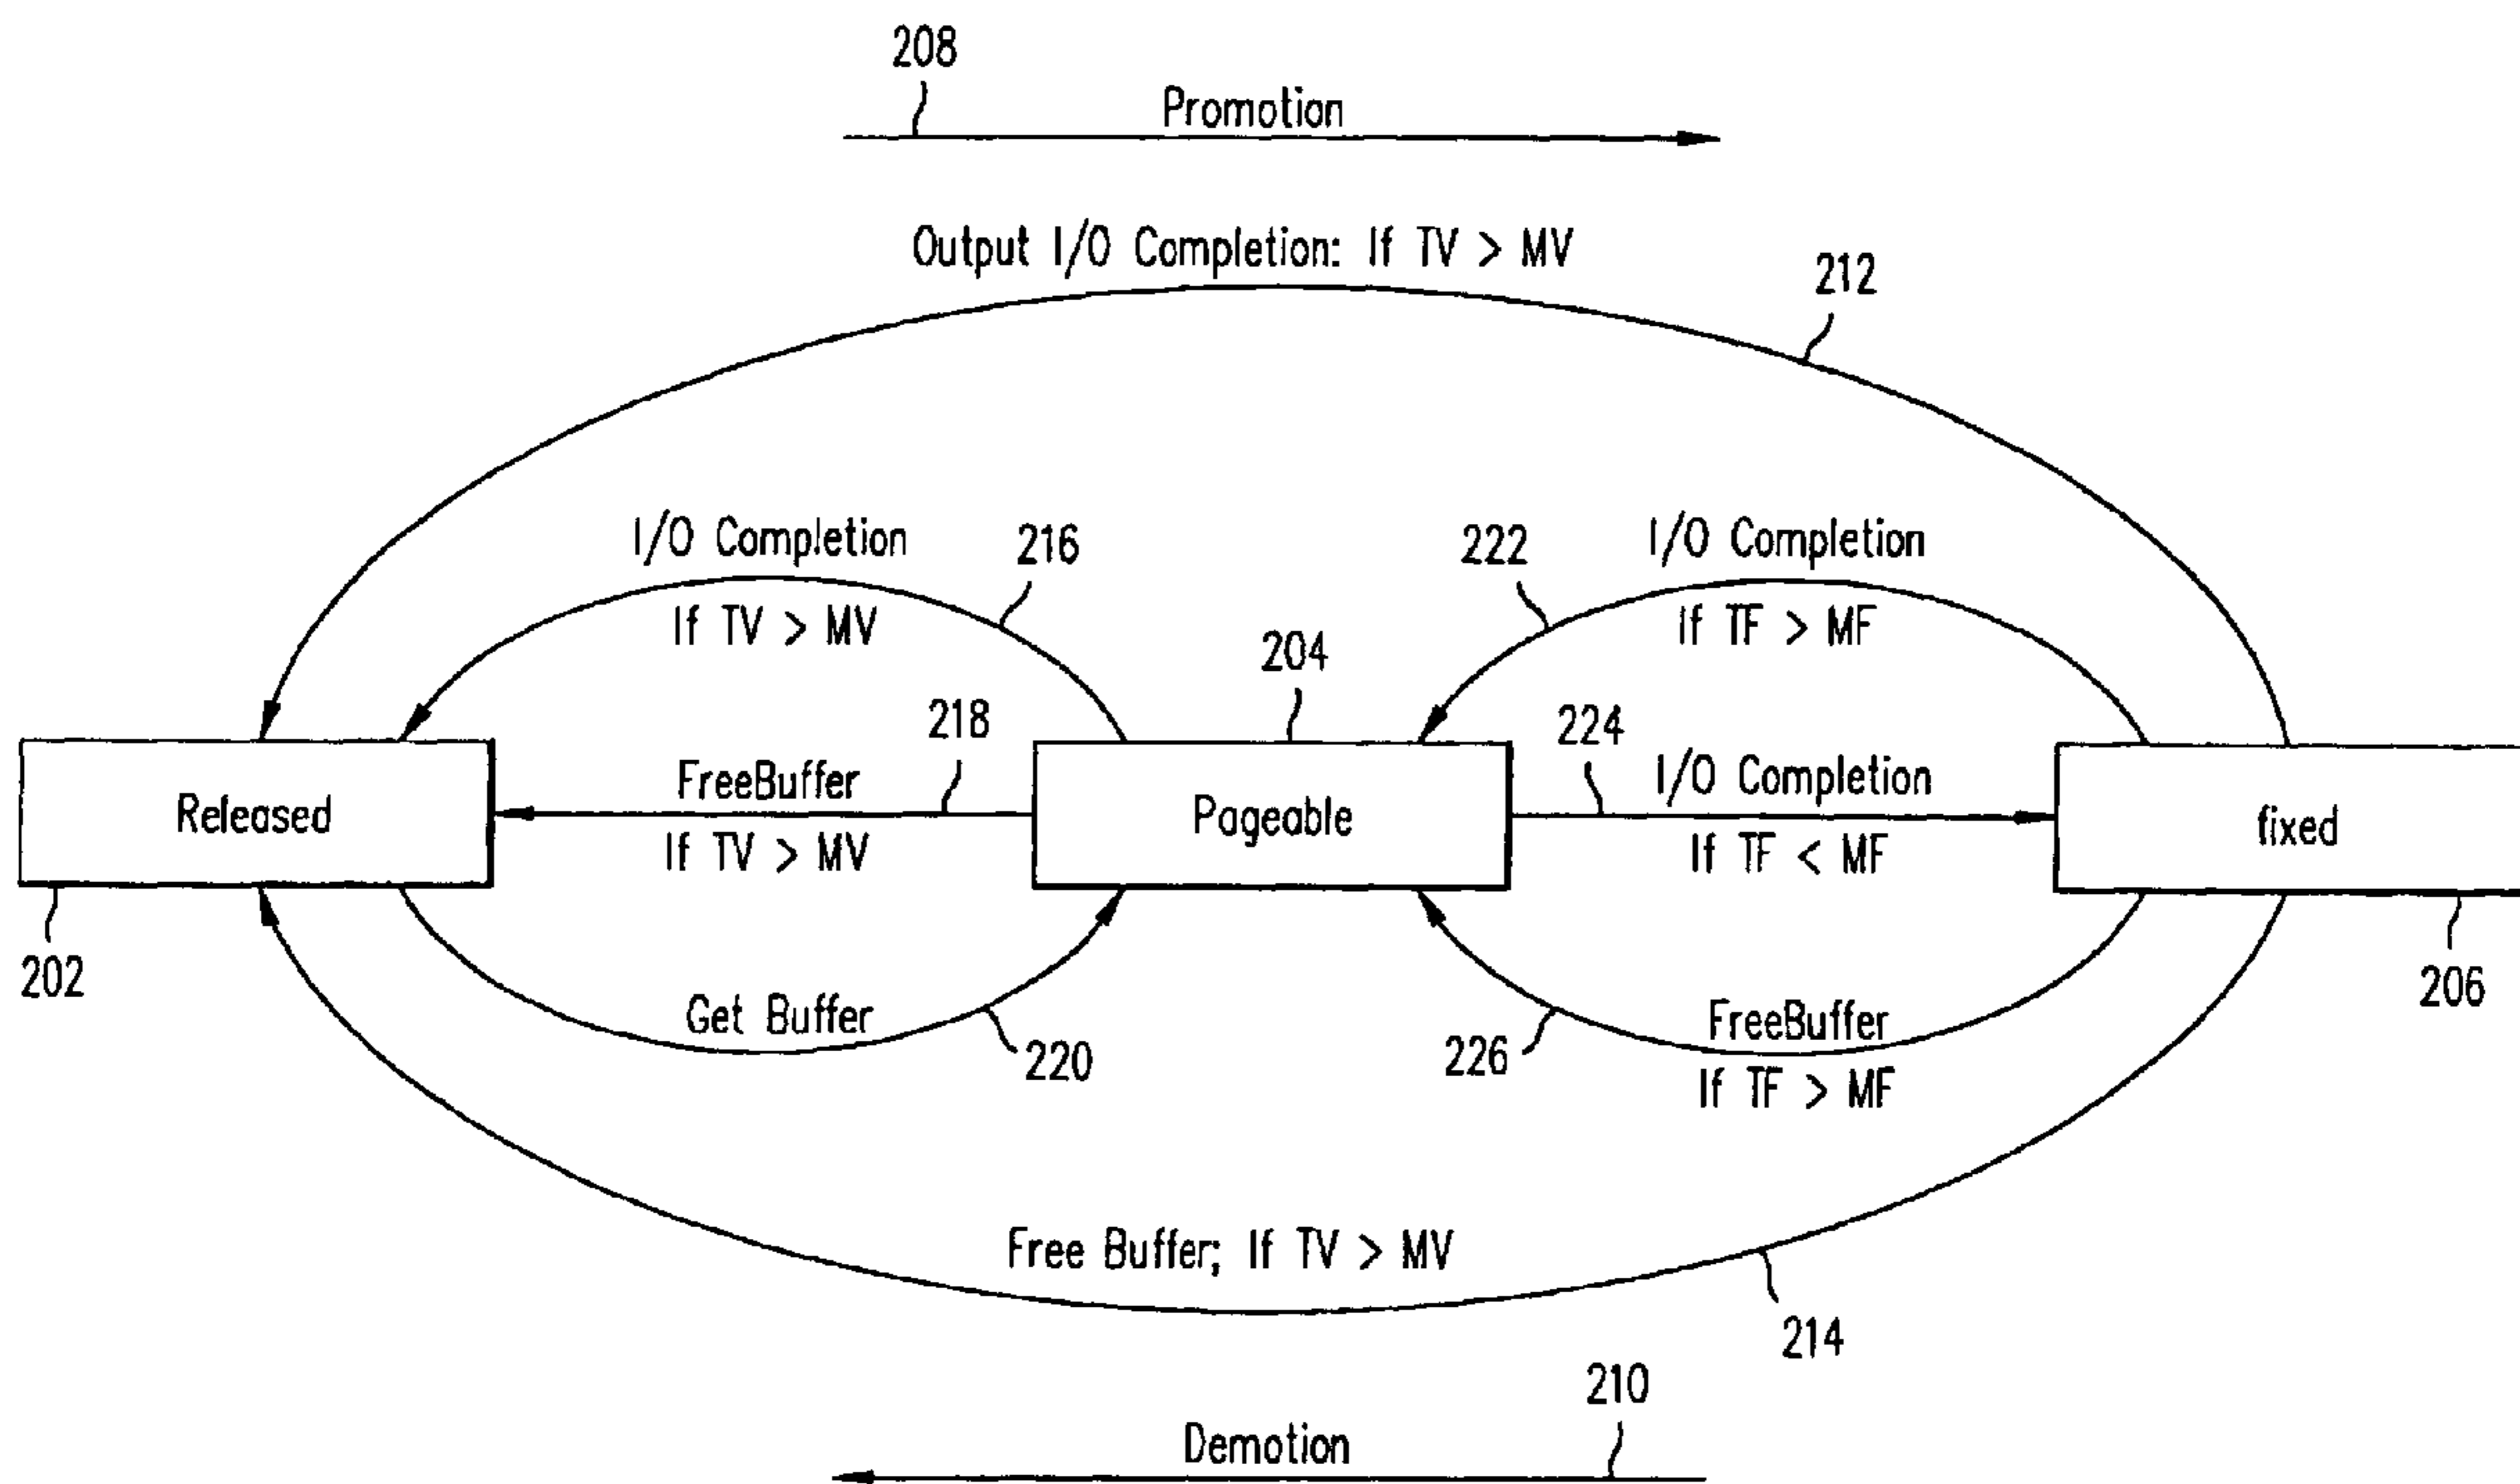 208
Promotion
Output I/O Completion: If TV > MV
212
I/O Completion
216
222
I/O Completion
If TV > MV
If TF > MF
204
218
224
FreeBuffer
I/O Completion
Released
Pageable
fixed
If TV > MV
If TF < MF
202
206
Get Buffer
FreeBuffer
220
226
If TF > MF
Free Buffer; If TV > MV
214
210
Demotion